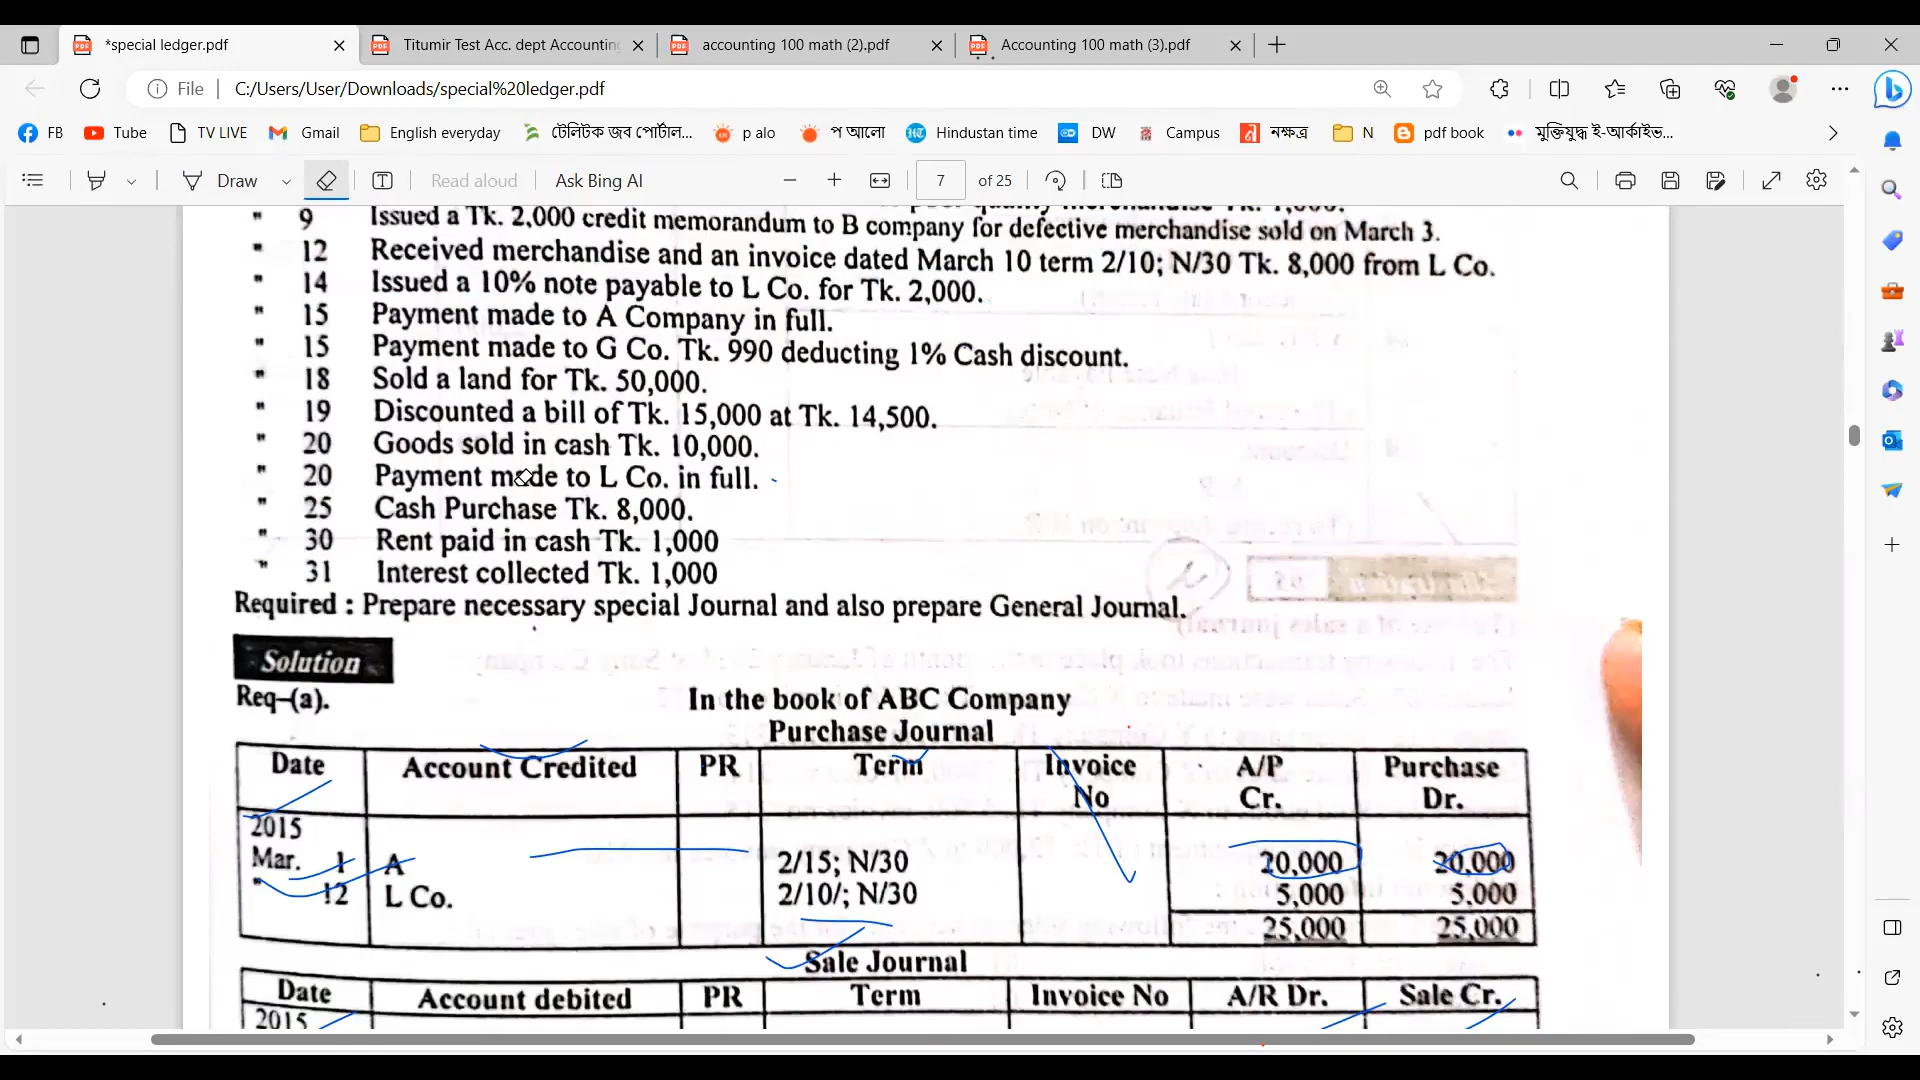 *special ledger.pdf
Titumir Test Acc. dept Accounting
accounting 100 math (2).pdf
Accounting 100 math (3).pdf
File C:/Users/User/Downloads/special%20ledger.pdf
FB Tube TV LIVE Gmail English everyday টেলিটক জব পোর্টাল... p alo প আলো Hindustan time DW Campus নক্ষত্র N pdf book মুক্তিযুদ্ধ ই-আর্কাইভ...
Draw Read aloud Ask Bing AI 7 of 25
" 9 Issued a Tk. 2,000 credit memorandum to B company for defective merchandise sold on March 3.
" 12 Received merchandise and an invoice dated March 10 term 2/10; N/30 Tk. 8,000 from L Co.
" 14 Issued a 10% note payable to L Co. for Tk. 2,000.
" 15 Payment made to A Company in full.
" 15 Payment made to G Co. Tk. 990 deducting 1% Cash discount.
" 18 Sold a land for Tk. 50,000.
" 19 Discounted a bill of Tk. 15,000 at Tk. 14,500.
" 20 Goods sold in cash Tk. 10,000.
" 20 Payment made to L Co. in full.
" 25 Cash Purchase Tk. 8,000.
" 30 Rent paid in cash Tk. 1,000
" 31 Interest collected Tk. 1,000
Required : Prepare necessary special Journal and also prepare General Journal.
Solution
Req-(a). In the book of ABC Company
Purchase Journal
Date Account Credited PR Term Invoice No A/P Cr. Purchase Dr.
2015
Mar. 1 A 2/15; N/30 20,000 20,000
" 12 L Co. 2/10/; N/30 5,000 5,000
25,000 25,000
Sale Journal
Date Account debited PR Term Invoice No A/R Dr. Sale Cr.
2015